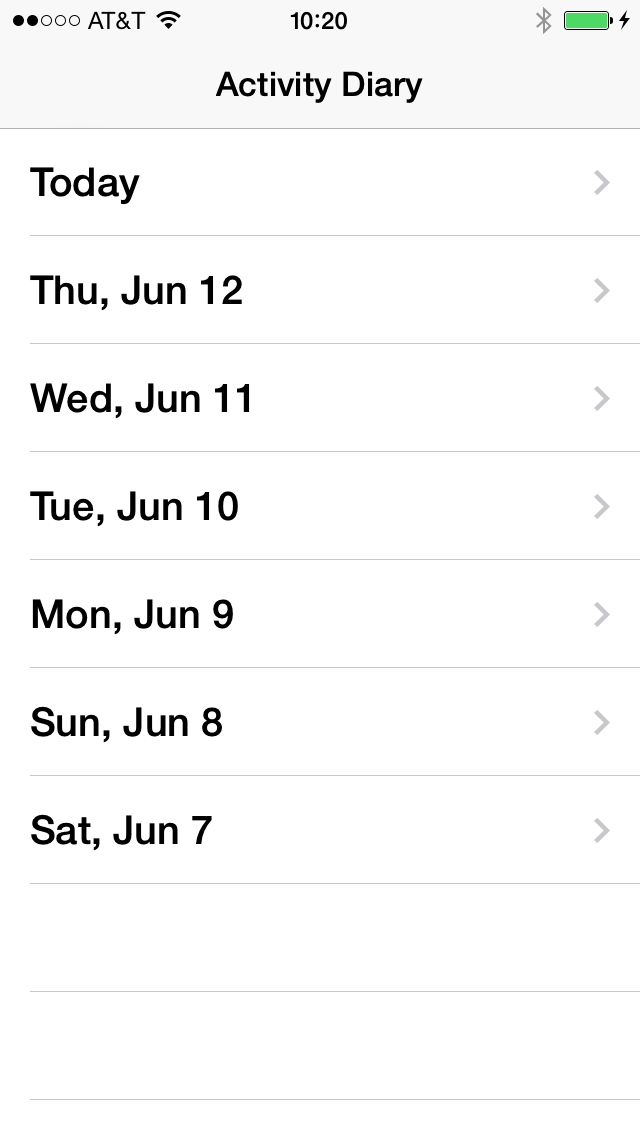 AT&T 10:20
Activity Diary
Today
Thu, Jun 12
Wed, Jun 11
Tue, Jun 10
Mon, Jun 9
Sun, Jun 8
Sat, Jun 7